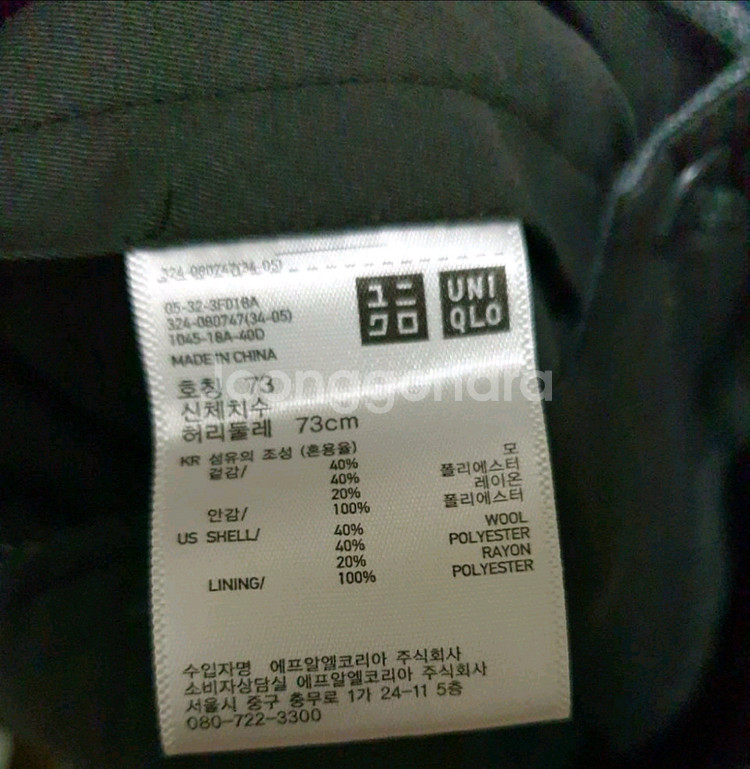 324-080747(34-05)
05-32-3F018A
324-080747(34-05)
1045-18A-40D
MADE IN CHINA
ユニ
クロ
UNI
QLO
호칭 73
신체치수
허리둘레 73cm
KR 섬유의 조성 (혼용율)
겉감/ 40% 모
40% 폴리에스터
20% 레이온
안감/ 100% 폴리에스터
US SHELL/ 40% WOOL
40% POLYESTER
20% RAYON
LINING/ 100% POLYESTER
수입자명 에프알엘코리아 주식회사
소비자상담실 에프알엘코리아 주식회사
서울시 중구 충무로 1가 24-11 5층
080-722-3300
joonggonara